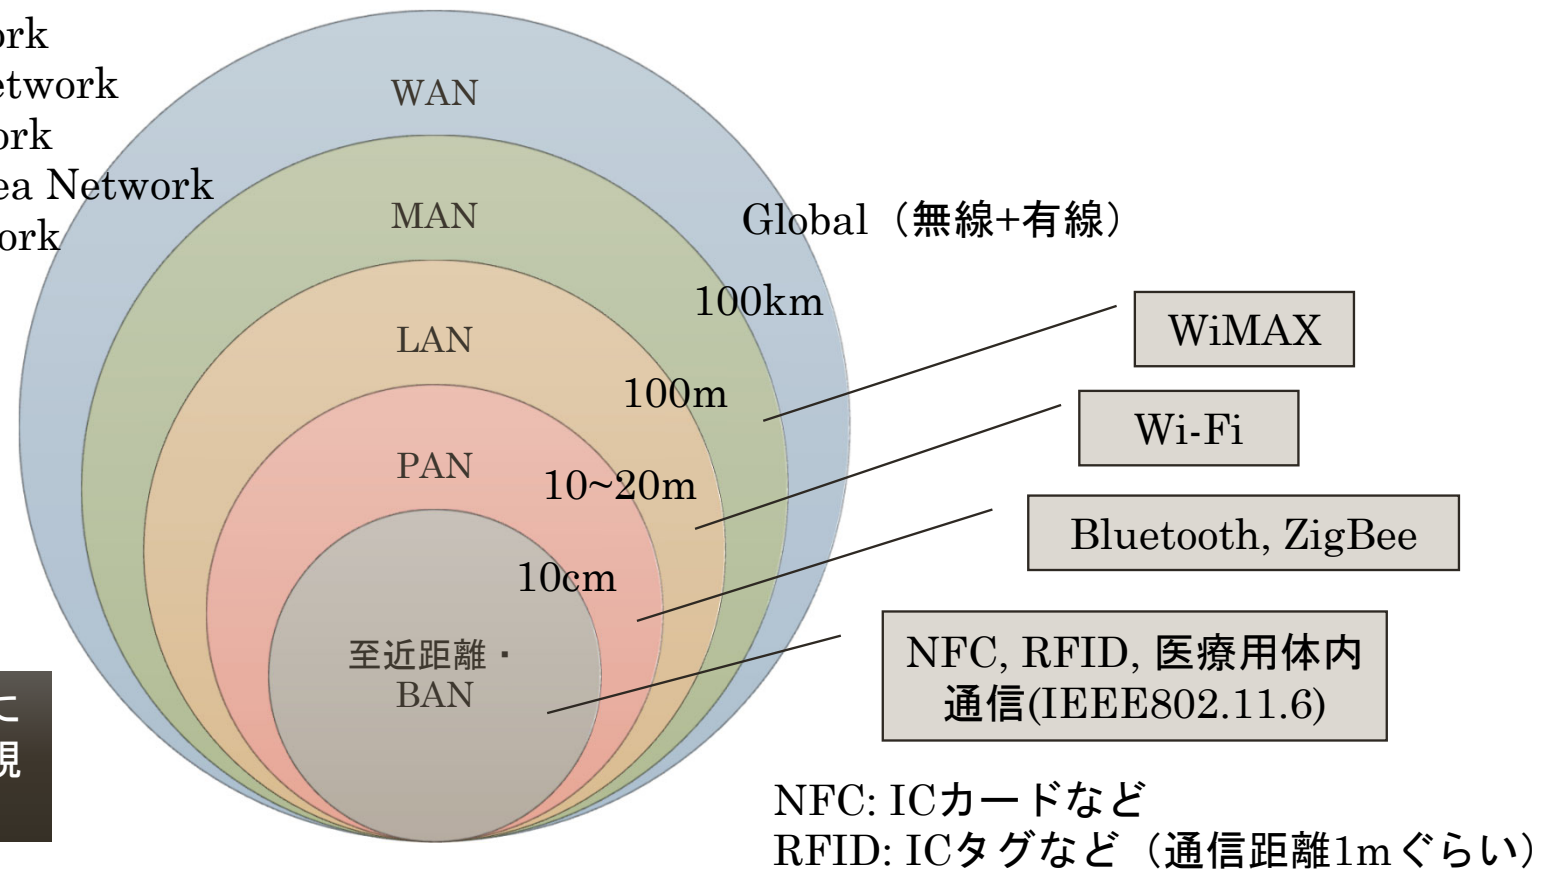 ork
etwork
ork
ea Network
ork
WAN
MAN
LAN
PAN
至近距離・
BAN
Global（無線+有線）
100km
100m
10~20m
10cm
WiMAX
Wi-Fi
Bluetooth, ZigBee
NFC, RFID, 医療用体内
通信(IEEE802.11.6)
に
現
NFC: ICカードなど
RFID: ICタグなど（通信距離1mぐらい）